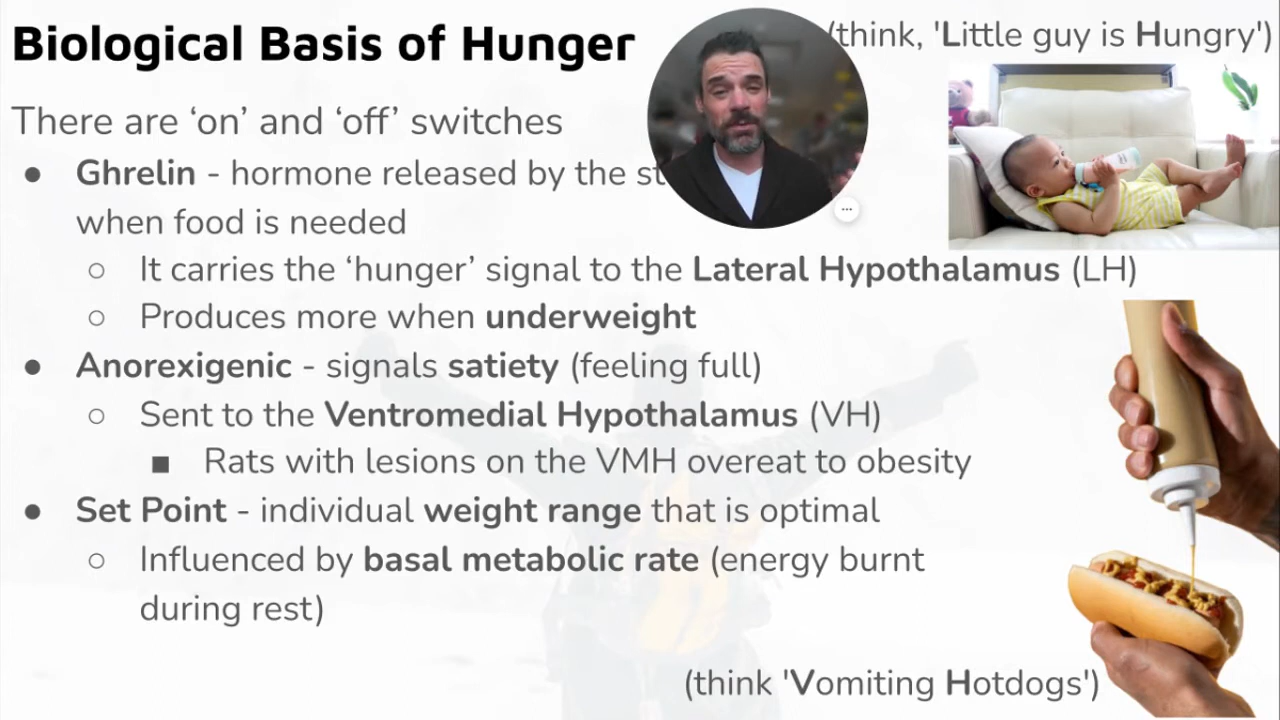 Biological Basis of Hunger
(think, 'Little guy is Hungry')
There are ‘on’ and ‘off’ switches
● Ghrelin - hormone released by the st
when food is needed
○ It carries the ‘hunger’ signal to the Lateral Hypothalamus (LH)
○ Produces more when underweight
● Anorexigenic - signals satiety (feeling full)
○ Sent to the Ventromedial Hypothalamus (VH)
■ Rats with lesions on the VMH overeat to obesity
● Set Point - individual weight range that is optimal
○ Influenced by basal metabolic rate (energy burnt
during rest)
(think 'Vomiting Hotdogs')